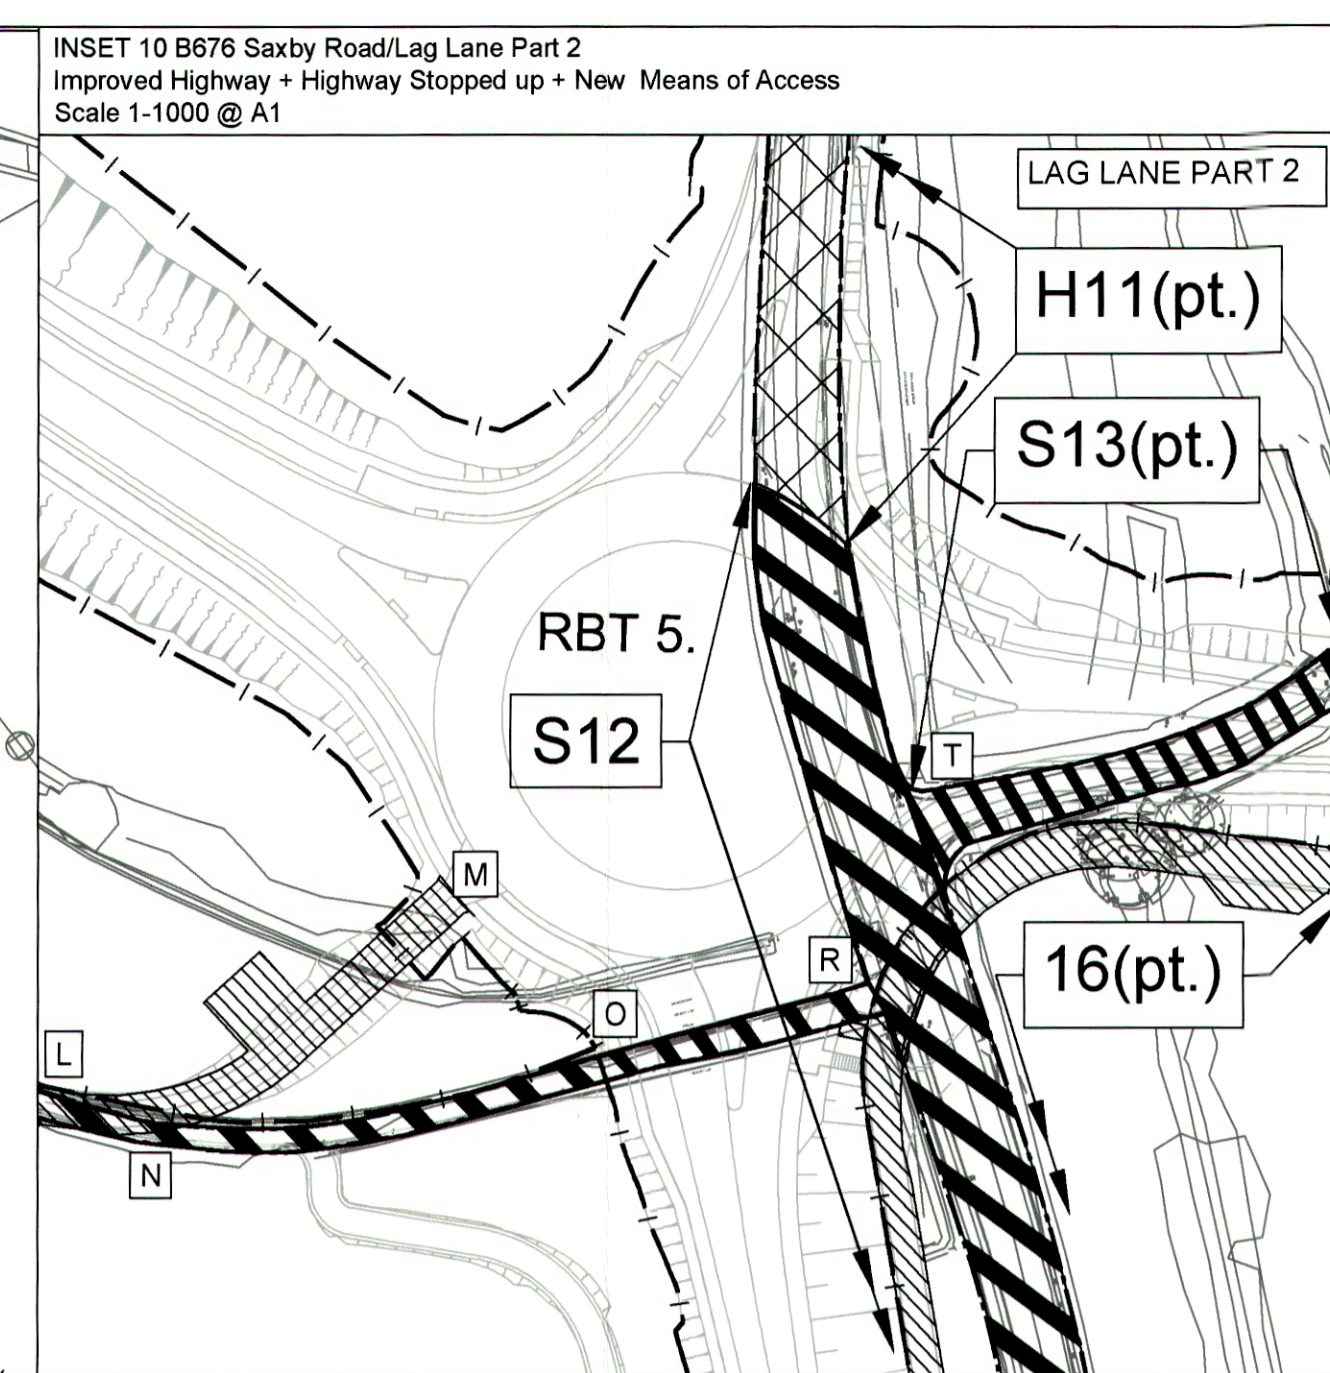 INSET 10 B676 Saxby Road/Lag Lane Part 2
Improved Highway + Highway Stopped up + New Means of Access
Scale 1-1000 @ A1
LAG LANE PART 2
H11(pt.)
S13(pt.)
RBT 5.
S12
T
M
R
16(pt.)
O
L
N